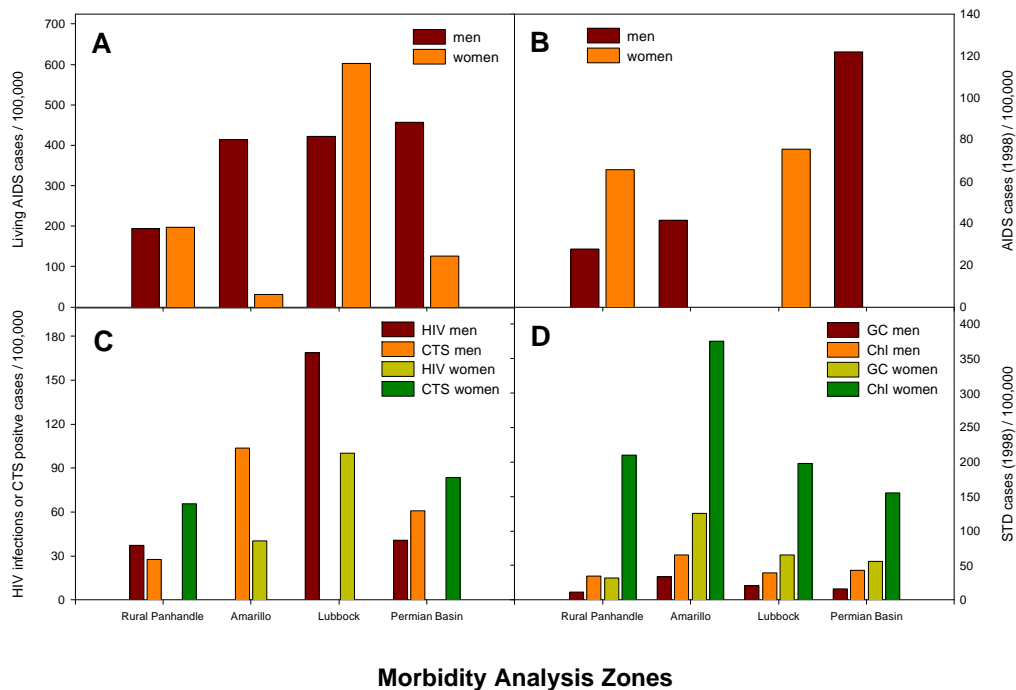 A
men
women
Living AIDS cases / 100,000
700
600
500
400
300
200
100
0
B
men
women
140
120
100
80
60
40
20
0
AIDS cases (1998) / 100,000
C
HIV men
CTS men
HIV women
CTS women
HIV infections or CTS positve cases / 100,000
180
150
120
90
60
30
0
Rural Panhandle Amarillo Lubbock Permian Basin
D
GC men
Chl men
GC women
Chl women
400
350
300
250
200
150
100
50
0
STD cases (1998) / 100,000
Rural Panhandle Amarillo Lubbock Permian Basin
Morbidity Analysis Zones